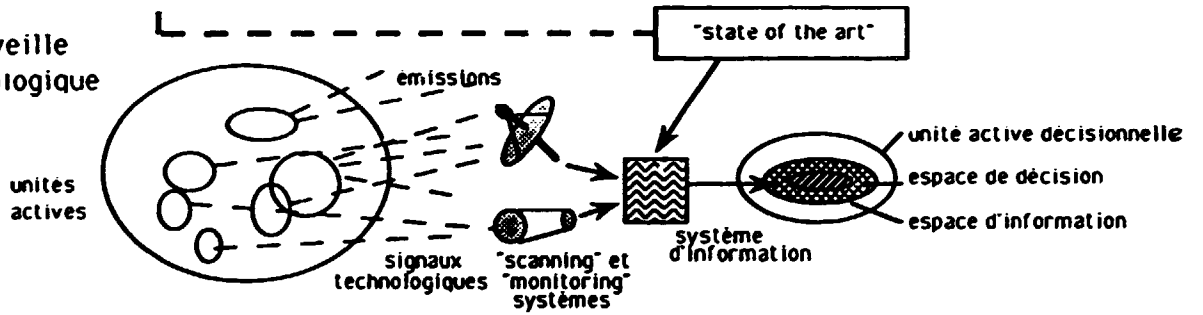 "state of the art"
veille
ologique
émissions
unités
actives
unité active décisionnelle
espace de décision
espace d'information
signaux
technologiques
"scanning" et
"monitoring"
systèmes
système
d'information